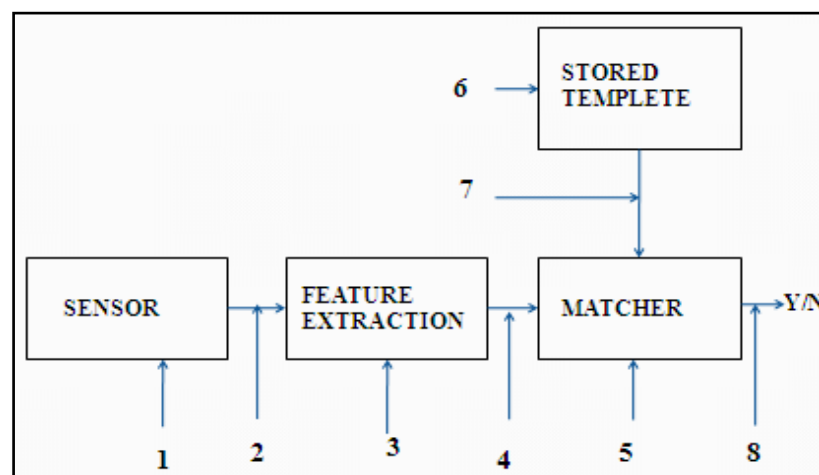 STORED
TEMPLETE
6
7
SENSOR
FEATURE
EXTRACTION
MATCHER
Y/N
1
2
3
4
5
8